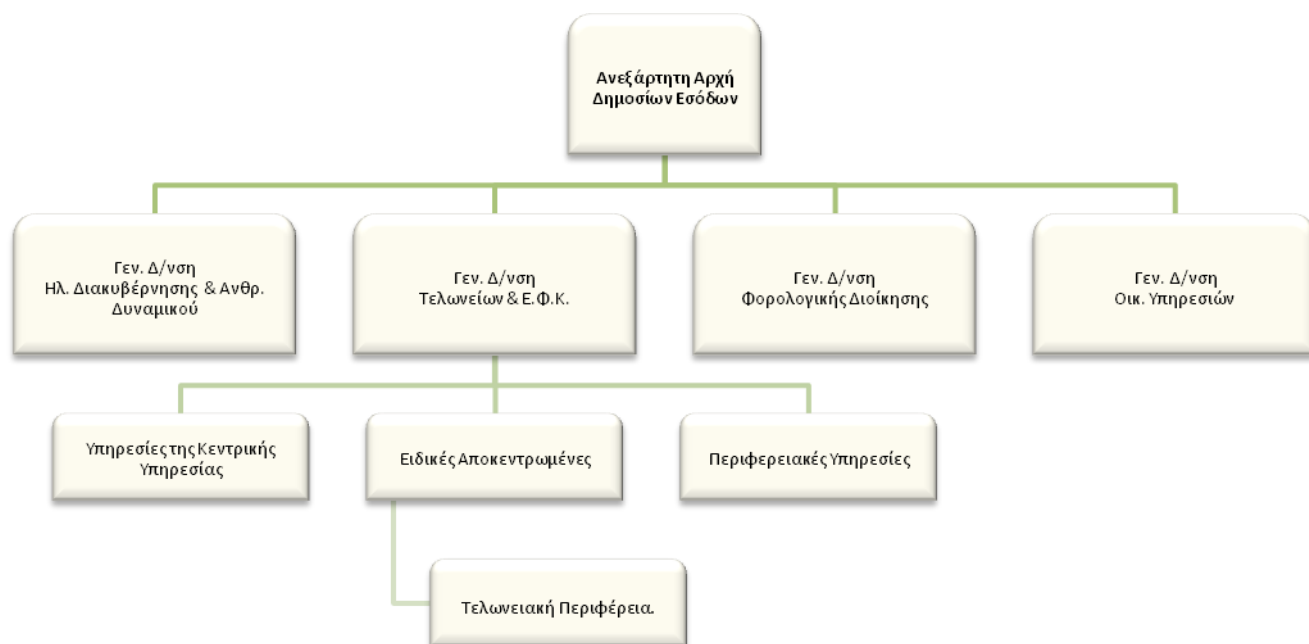 Ανεξάρτητη Αρχή
Δημοσίων Εσόδων
Γεν. Δ/νση
Ηλ. Διακυβέρνησης & Ανθρ.
Δυναμικού
Γεν. Δ/νση
Τελωνείων & Ε.Φ.Κ.
Γεν. Δ/νση
Φορολογικής Διοίκησης
Γεν. Δ/νση
Οικ. Υπηρεσιών
Υπηρεσίες της Κεντρικής
Υπηρεσίας
Ειδικές Αποκεντρωμένες
Περιφερειακές Υπηρεσίες
Τελωνειακή Περιφέρεια.